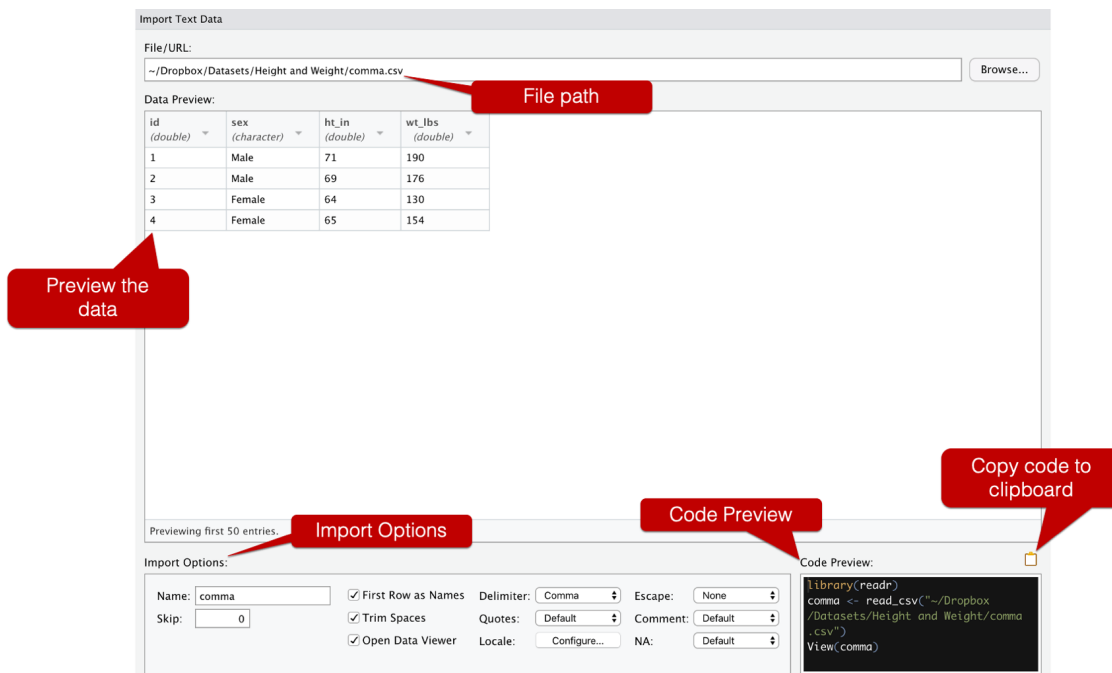 Import Text Data
File/URL:
~/Dropbox/Datasets/Height and Weight/comma.csv
Browse...
File path
Data Preview:
id sex ht_in wt_lbs
(double) (character) (double) (double)
1 Male 71 190
2 Male 69 176
3 Female 64 130
4 Female 65 154
Preview the
data
Copy code to
clipboard
Code Preview
Import Options
Previewing first 50 entries.
Import Options:
Name: comma
Skip: 0
First Row as Names
Trim Spaces
Open Data Viewer
Delimiter: Comma
Quotes: Default
Locale: Configure...
Escape: None
Comment: Default
NA: Default
Code Preview:
library(readr)
comma <- read_csv("~/Dropbox
/Datasets/Height and Weight/comma
.csv")
View(comma)